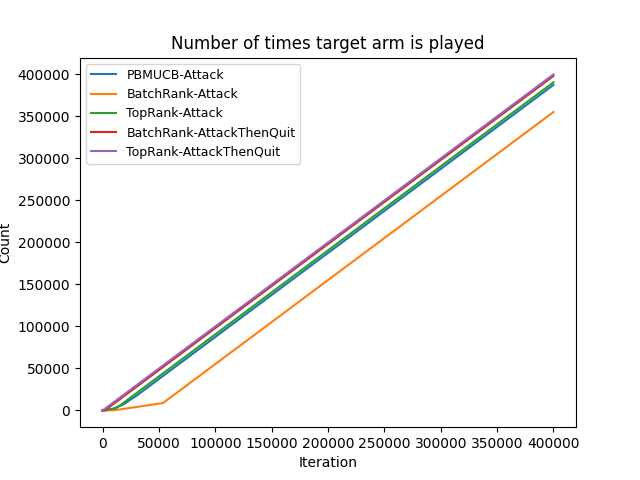 Number of times target arm is played
400000
350000
300000
250000
200000
150000
100000
50000
0
Count
PBMUCB-Attack
BatchRank-Attack
TopRank-Attack
BatchRank-AttackThenQuit
TopRank-AttackThenQuit
0 50000 100000 150000 200000 250000 300000 350000 400000
Iteration